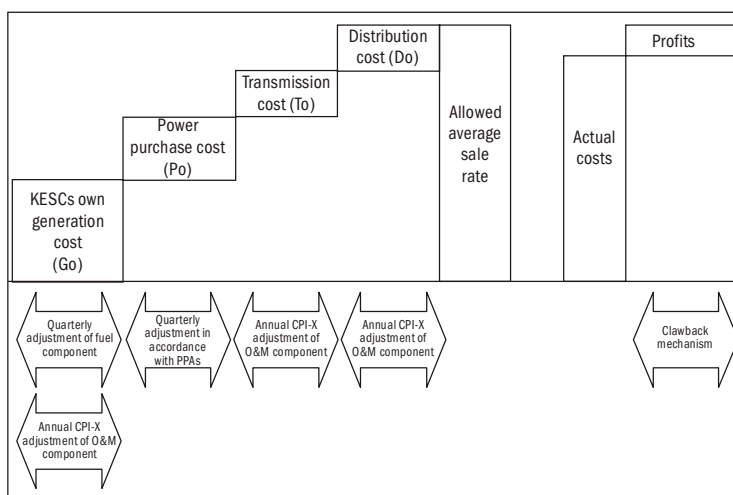 Distribution
cost (Do)
Profits
Transmission
cost (To)
Power
purchase cost
(Po)
Allowed
average
sale
rate
Actual
costs
KESCs own
generation
cost
(Go)
Quarterly
adjustment of fuel
component
Quarterly
adjustment in
accordance
with PPAs
Annual CPI-X
adjustment of
O&M component
Annual CPI-X
adjustment of
O&M component
Clawback
mechanism
Annual CPI-X
adjustment of O&M
component